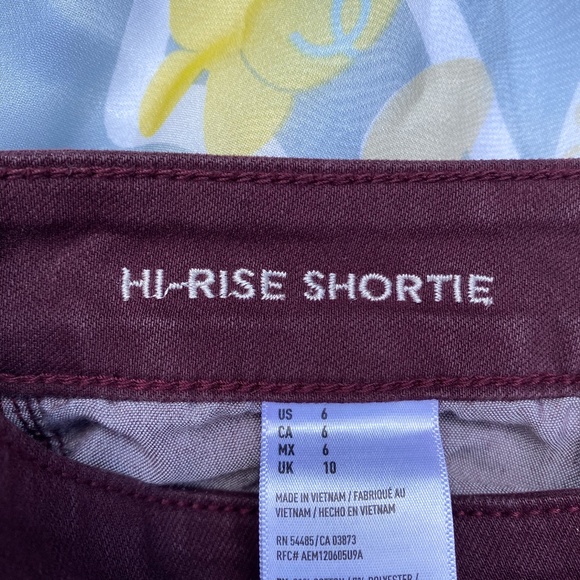 HI-RISE SHORTIE
US 6
CA 6
MX 6
UK 10
MADE IN VIETNAM / FABRIQUÉ AU
VIETNAM / HECHO EN VIETNAM
RN 54485/CA 03873
RFC# AEM120605U9A